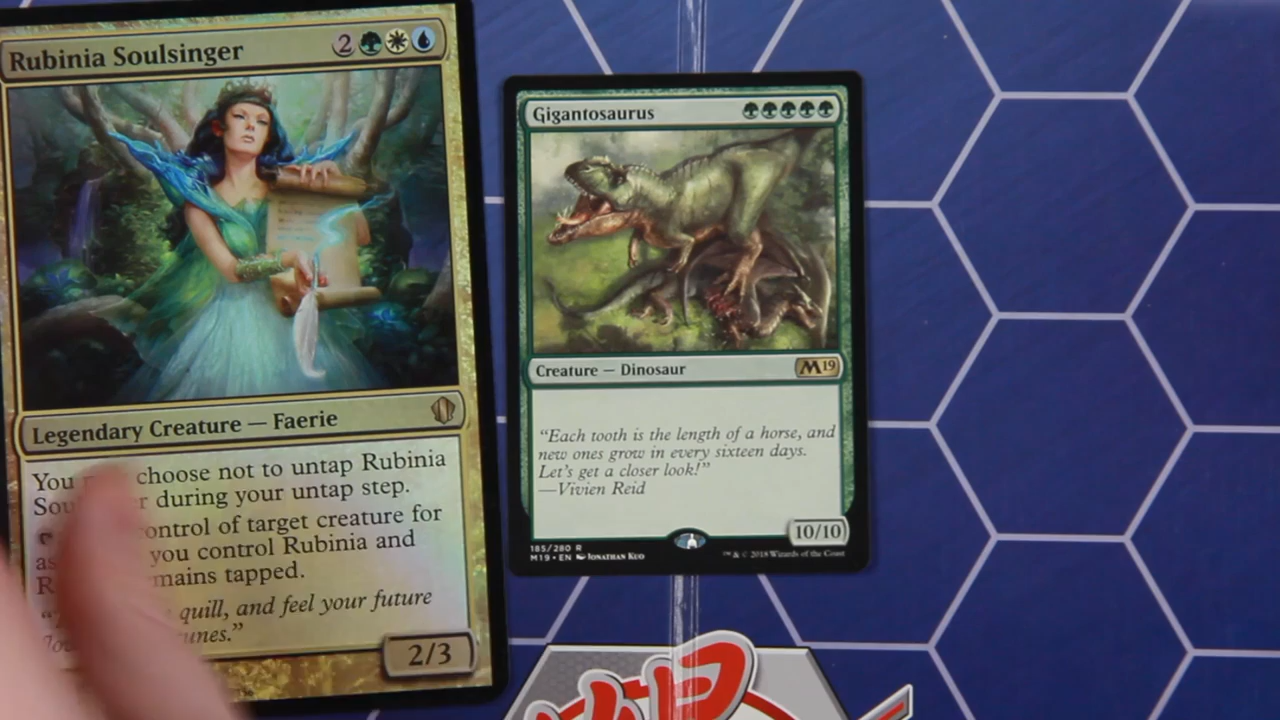 Rubinia Soulsinger
2
Legendary Creature — Faerie
You choose not to untap Rubinia
during your untap step.
control of target creature for
you control Rubinia and
tapped.
quill, and feel your future
2/3
Gigantosaurus
Creature — Dinosaur
M19
“Each tooth is the length of a horse, and
new ones grow in every sixteen days.
Let’s get a closer look!”
—Vivien Reid
10/10
185/280 R
M19 • EN Jonathan Kuo
™ & © 2018 Wizards of the Coast